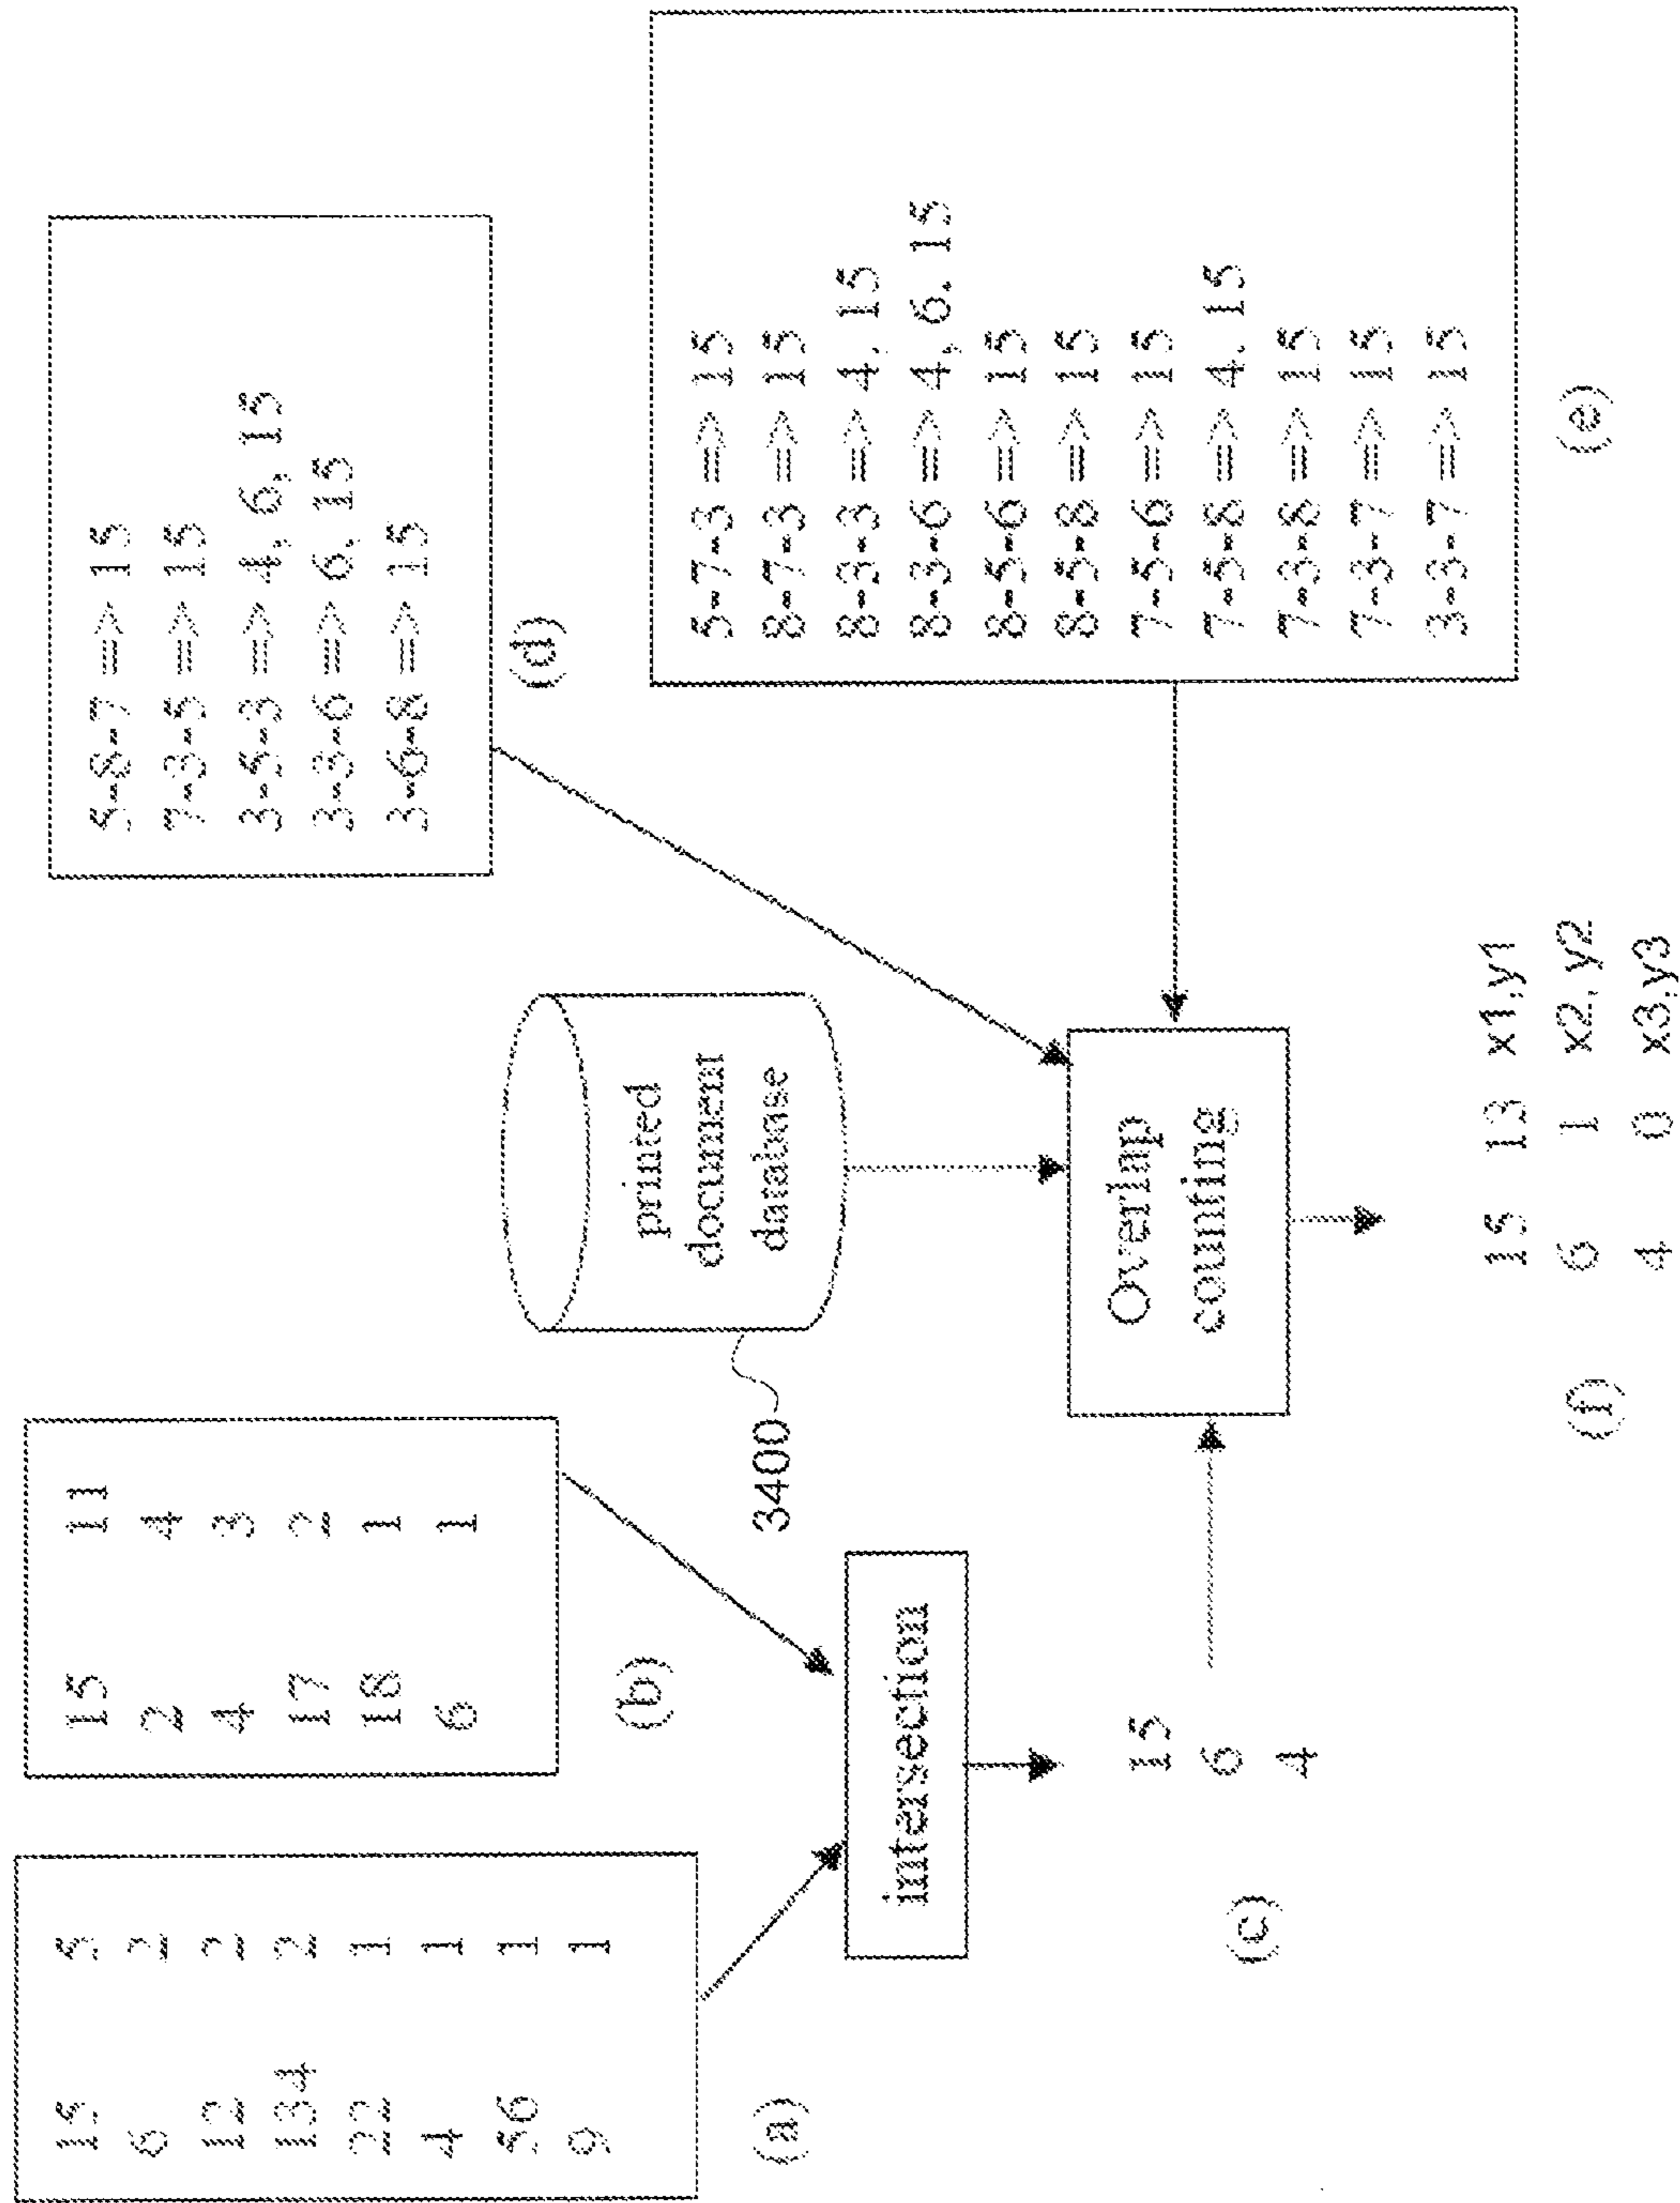 15 5
6 2
12 2
134 2
22 1
4 1
56 1
9 1
(a)
15 11
2 4
4 3
17 2
18 1
6 1
(b)
intersection
15
6
4
(c)
printed
document
database
3400
5-8-7 => 15
7-3-5 => 15
3-5-3 => 4, 6, 15
3-3-6 => 6, 15
3-6-8 => 15
(d)
5-7-3 => 15
8-7-3 => 15
8-3-3 => 4, 15
8-3-6 => 4, 6, 15
8-5-6 => 15
8-5-8 => 15
7-5-6 => 15
7-5-8 => 4, 15
7-3-8 => 15
7-3-7 => 15
3-3-7 => 15
(e)
Overlap
counting
15 13 x1,y1
6 1 x2,y2
4 0 x3,y3
(f)